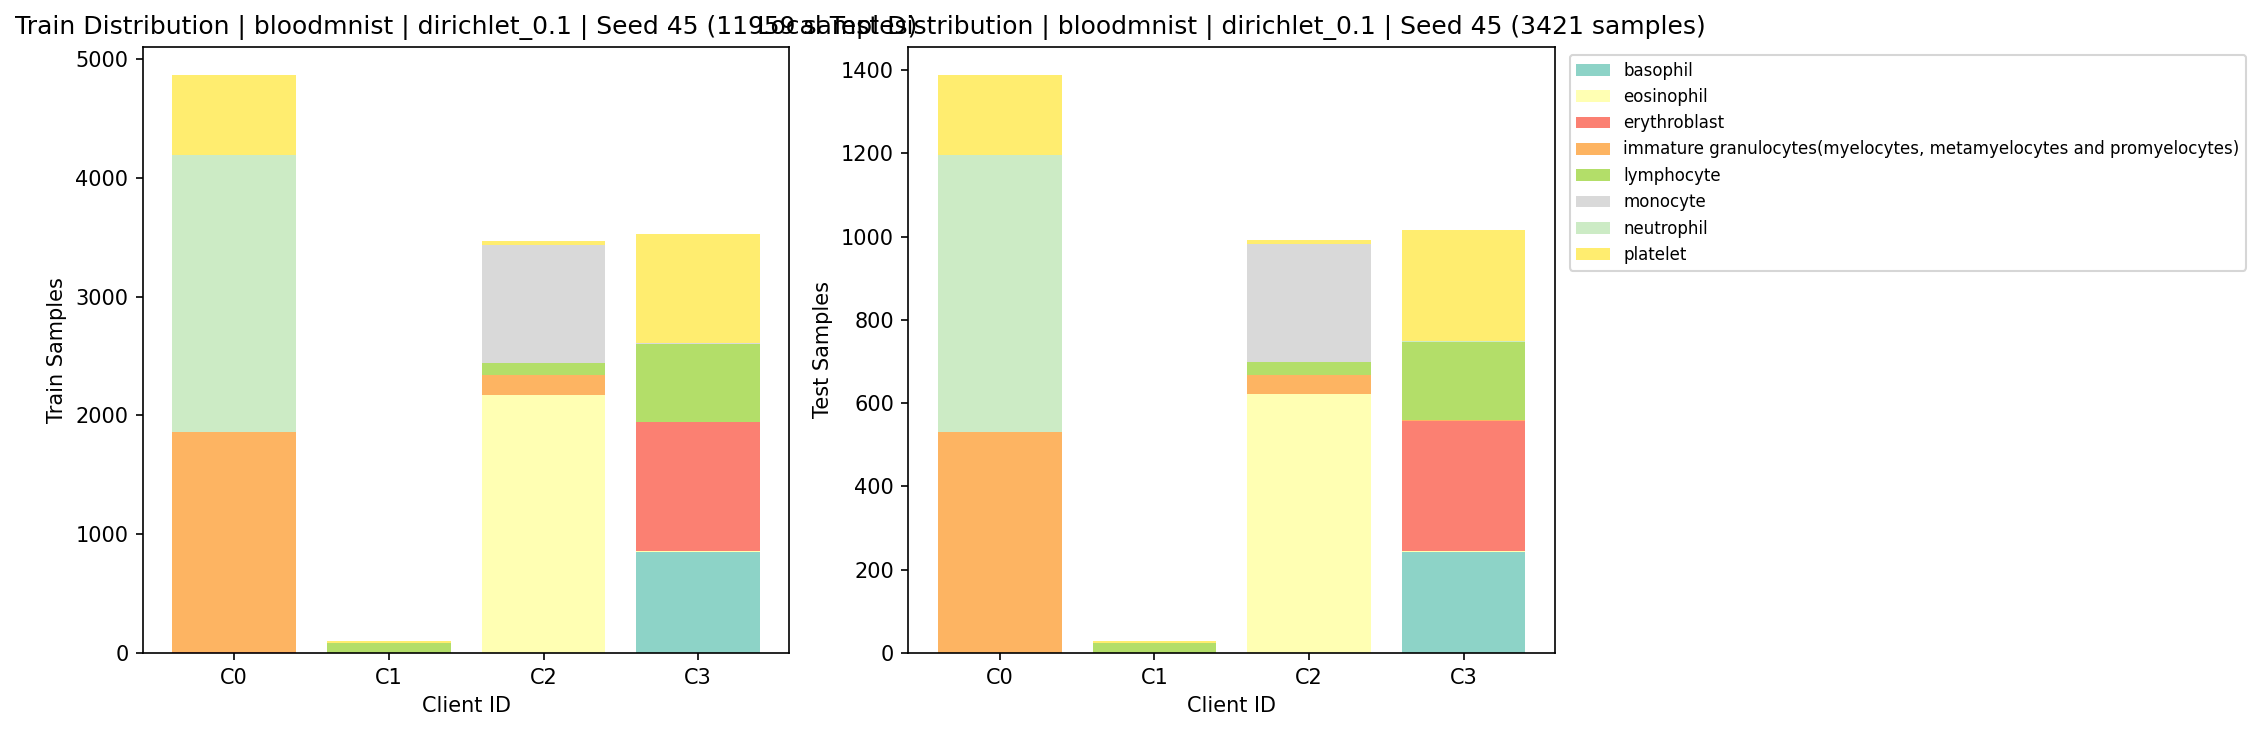 Train Distribution | bloodmnist | dirichlet_0.1 | Seed 45 (11959 samples)
Local Test Distribution | bloodmnist | dirichlet_0.1 | Seed 45 (3421 samples)
Train Samples
5000
4000
3000
2000
1000
0
C0 C1 C2 C3
Client ID
Test Samples
1400
1200
1000
800
600
400
200
0
C0 C1 C2 C3
Client ID
basophil
eosinophil
erythroblast
immature granulocytes(myelocytes, metamyelocytes and promyelocytes)
lymphocyte
monocyte
neutrophil
platelet